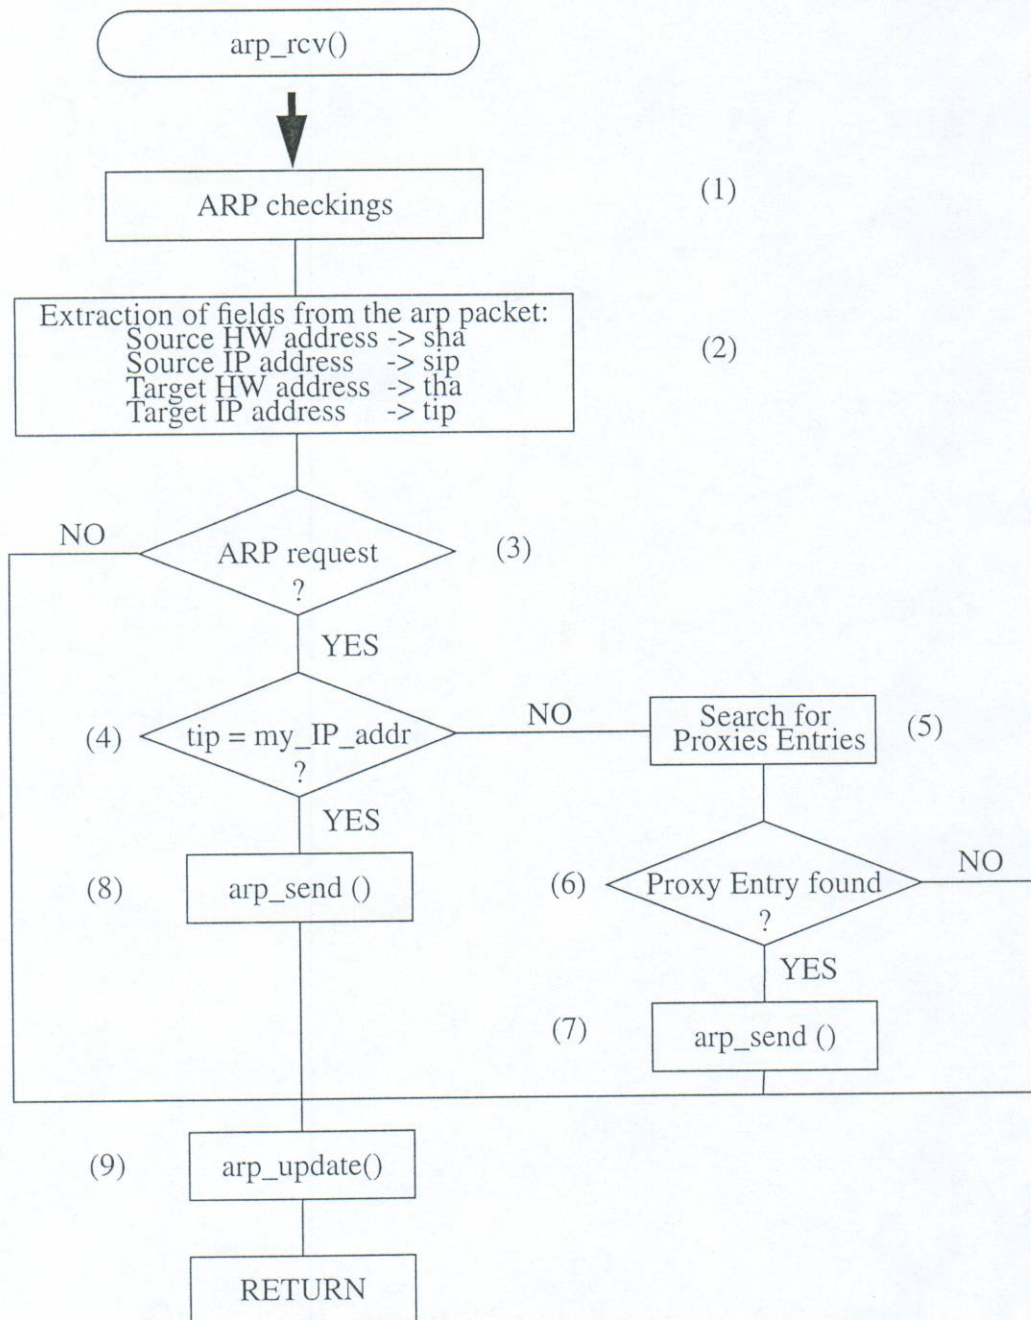 arp_rcv()
ARP checkings
(1)
Extraction of fields from the arp packet:
Source HW address -> sha
Source IP address -> sip
Target HW address -> tha
Target IP address -> tip
(2)
NO
ARP request
?
(3)
YES
(4)
tip = my_IP_addr
?
NO
Search for
Proxies Entries
(5)
YES
(8)
arp_send ()
(6)
Proxy Entry found
?
NO
YES
(7)
arp_send ()
(9)
arp_update()
RETURN